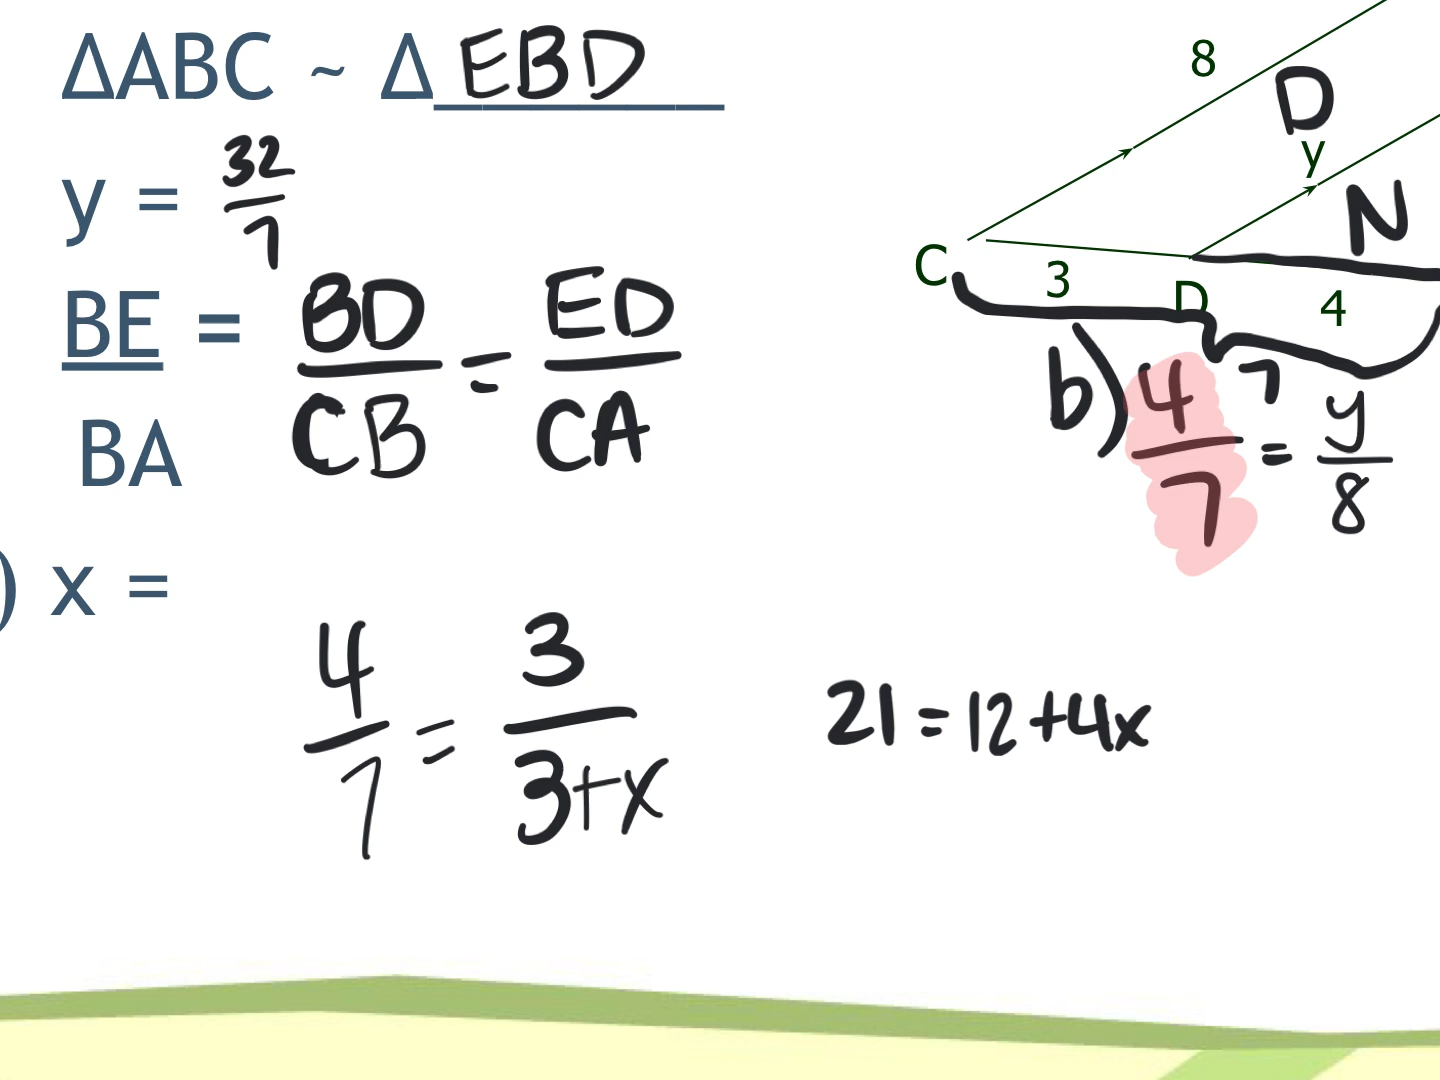 ΔABC ~ Δ EBD
y = 32/7
BE/BA = BD/CB = ED/CA
) x =
4/7 = 3/(3+x)
21 = 12 + 4x
8
D
y
N
C
3
D
4
7
b) 4/7 = y/8